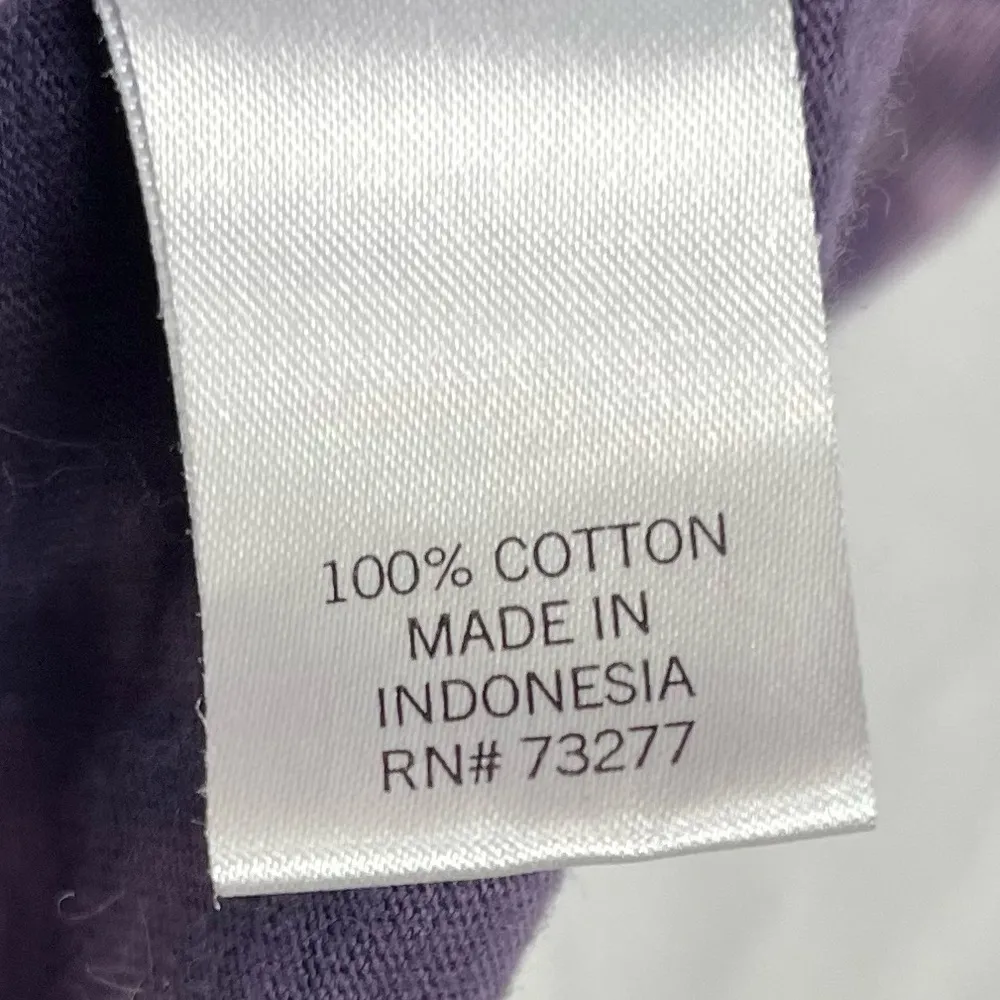 100% COTTON
MADE IN
INDONESIA
RN# 73277